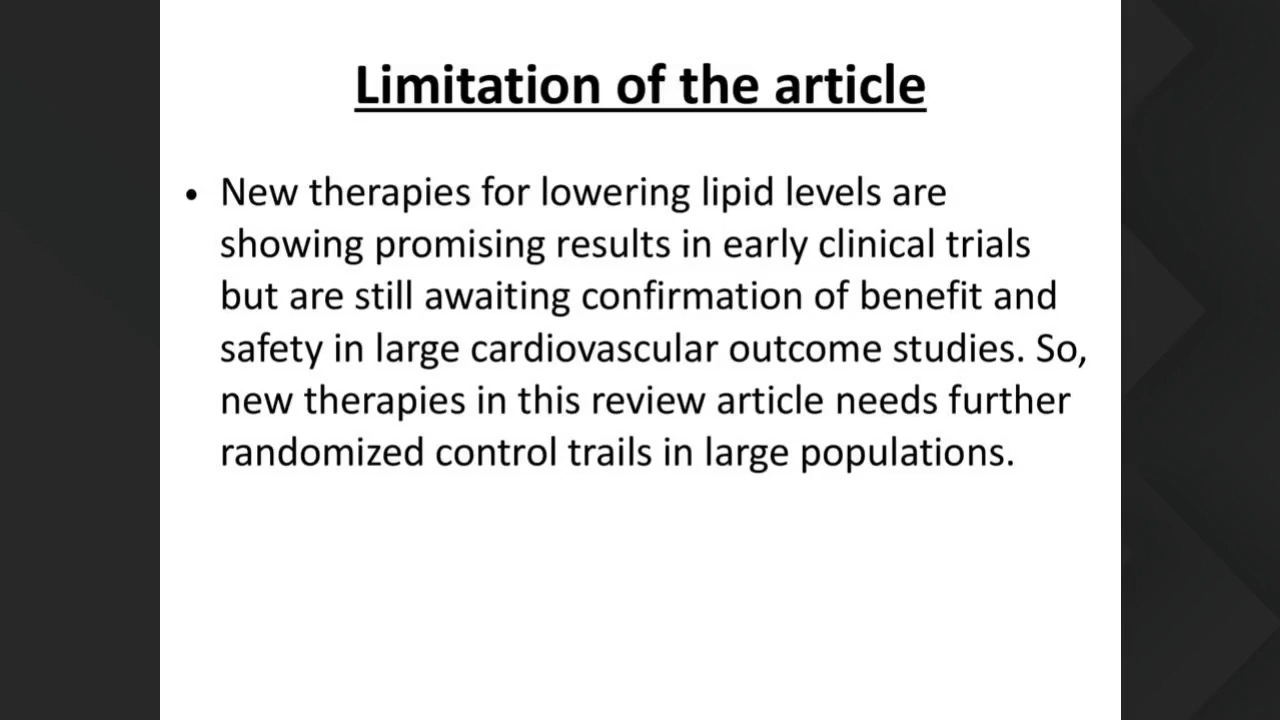 Limitation of the article
• New therapies for lowering lipid levels are
showing promising results in early clinical trials
but are still awaiting confirmation of benefit and
safety in large cardiovascular outcome studies. So,
new therapies in this review article needs further
randomized control trails in large populations.